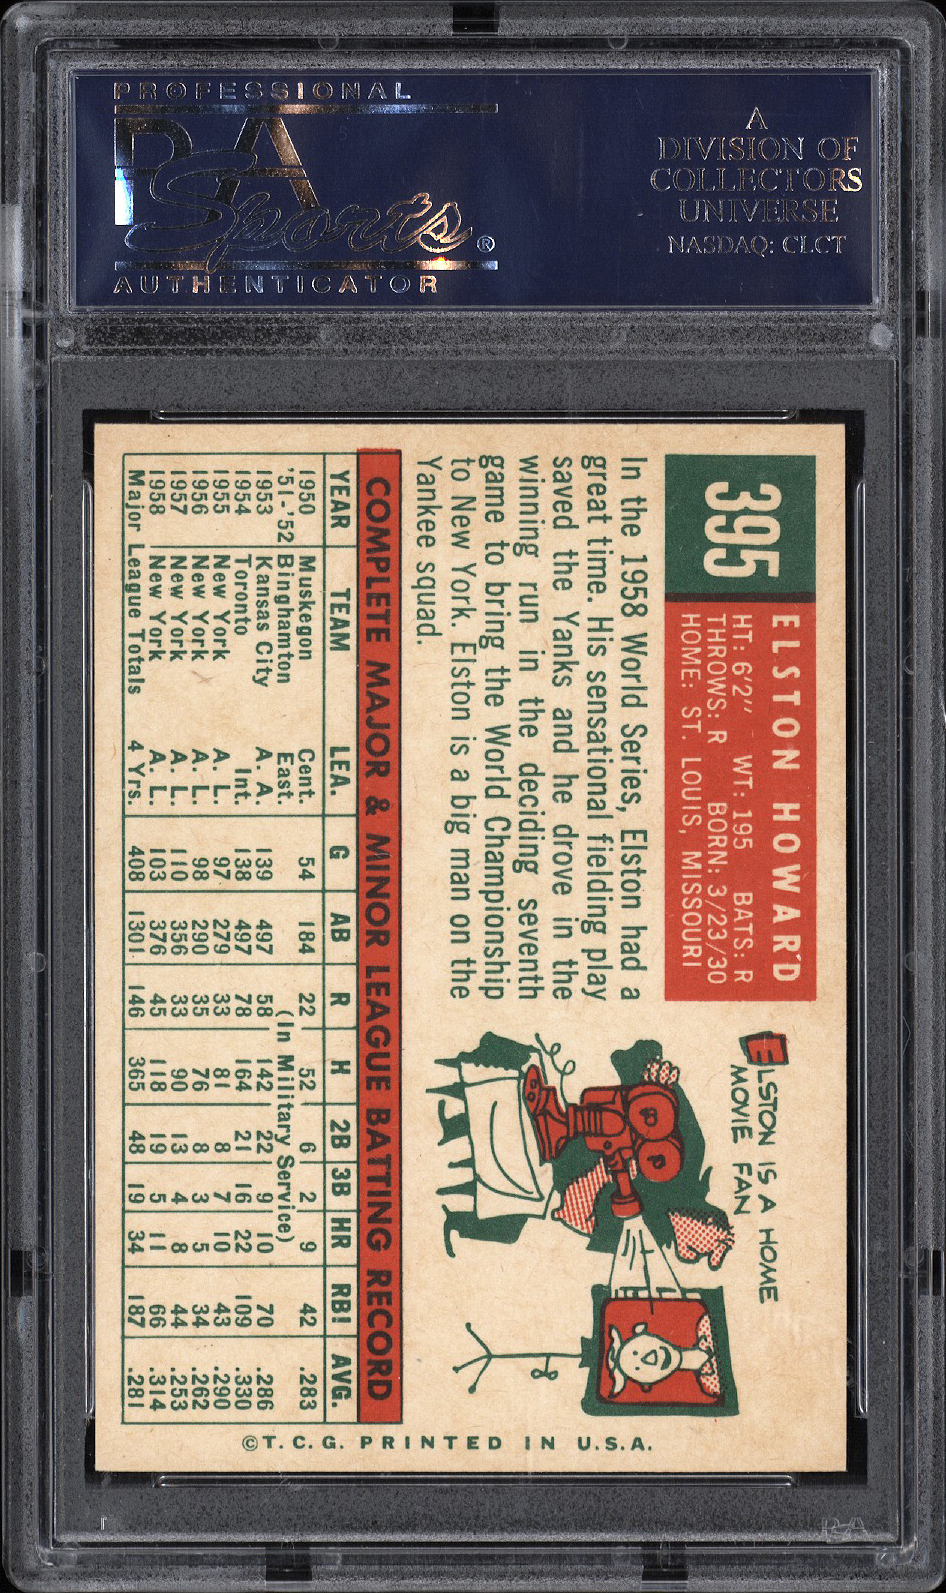 PROFESSIONAL
PSA
Sports®
AUTHENTICATOR
A
DIVISION OF
COLLECTORS
UNIVERSE
NASDAQ: CLCT
395
ELSTON HOWARD
HT: 6'2" WT: 195 BATS: R
THROWS: R BORN: 3/23/30
HOME: ST. LOUIS, MISSOURI
In the 1958 World Series, Elston had a
great time. His sensational fielding play
saved the Yanks and he drove in the
winning run in the deciding seventh
game to bring the World Championship
to New York. Elston is a big man on the
Yankee squad.
ELSTON IS A HOME
MOVIE FAN
COMPLETE MAJOR & MINOR LEAGUE BATTING RECORD
YEAR TEAM LEA. G AB R H 2B 3B HR RBI AVG.
1950 Muskegon Cent. 54 184 22 52 6 2 9 42 .283
'51-'52 Binghamton East. (In Military Service)
1953 Kansas City A. A. 139 497 58 142 22 9 10 70 .286
1954 Toronto Int. 138 497 78 164 21 16 22 109 .330
1955 New York A. L. 97 279 33 81 8 7 10 43 .290
1956 New York A. L. 98 290 35 76 8 3 5 34 .262
1957 New York A. L. 110 356 33 90 13 4 8 44 .253
1958 New York A. L. 103 376 45 118 19 5 11 66 .314
Major League Totals 4 Yrs. 408 1301 146 365 48 19 34 187 .281
© T. C. G. PRINTED IN U.S.A.
PSA